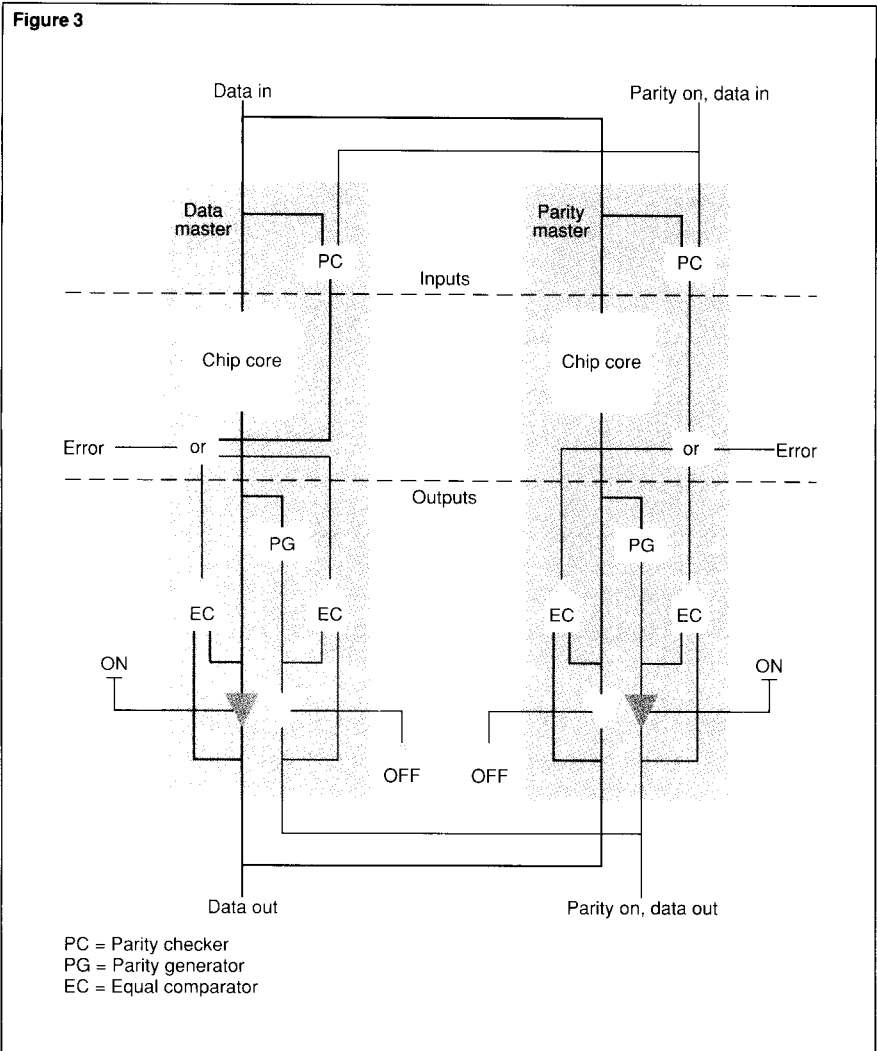 Figure 3
Data in
Parity on, data in
Data
master
Parity
master
PC
PC
Inputs
Chip core
Chip core
Error
or
or
Error
Outputs
PG
PG
EC
EC
EC
EC
ON
ON
OFF
OFF
Data out
Parity on, data out
PC = Parity checker
PG = Parity generator
EC = Equal comparator